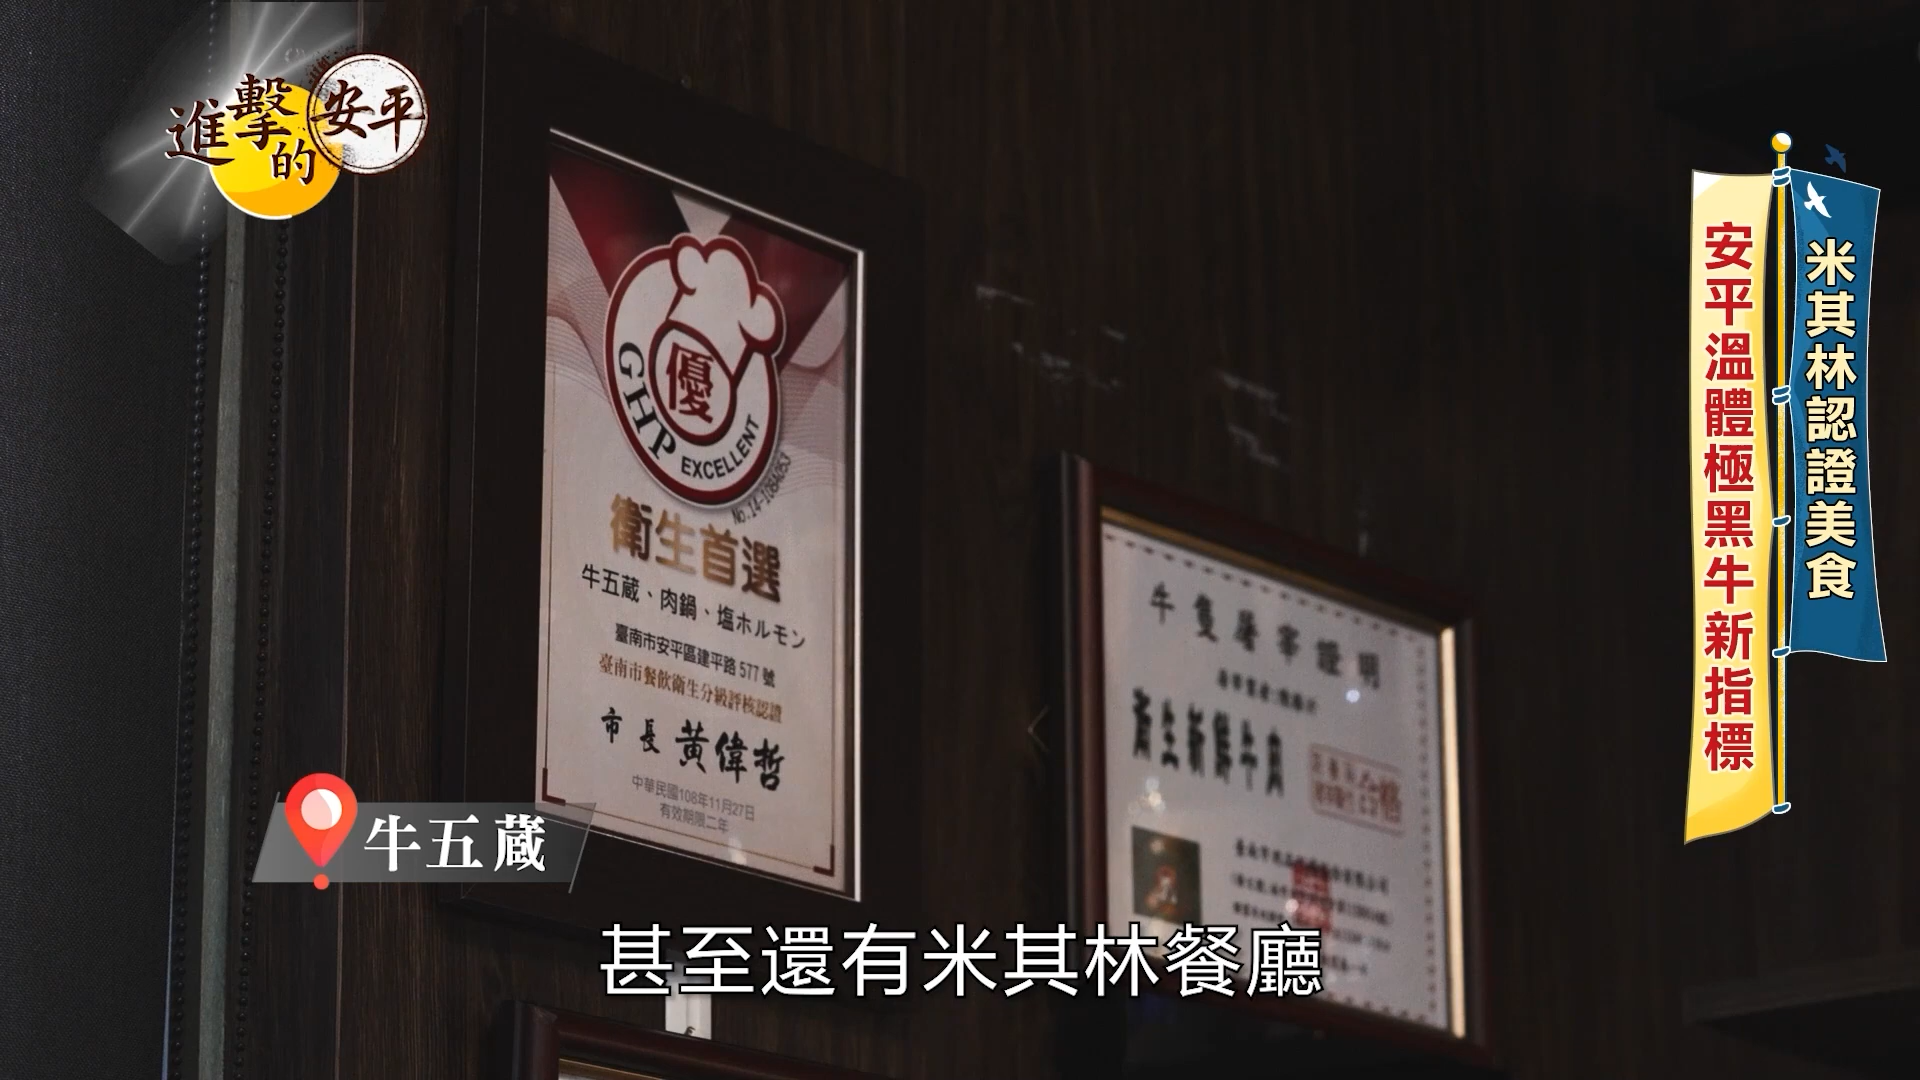 進擊的安平
米其林認證美食
安平溫體極黑牛新指標
優
GHP EXCELLENT
No.14-108A0253
衛生首選
牛五蔵、肉鍋、塩ホルモン
臺南市安平區建平路577號
臺南市餐飲衛生分級評核認證
市長 黃偉哲
中華民國108年11月27日
有效期限二年
牛隻屠宰證明
衛生新鮮牛肉
合格
牛五蔵
甚至還有米其林餐廳